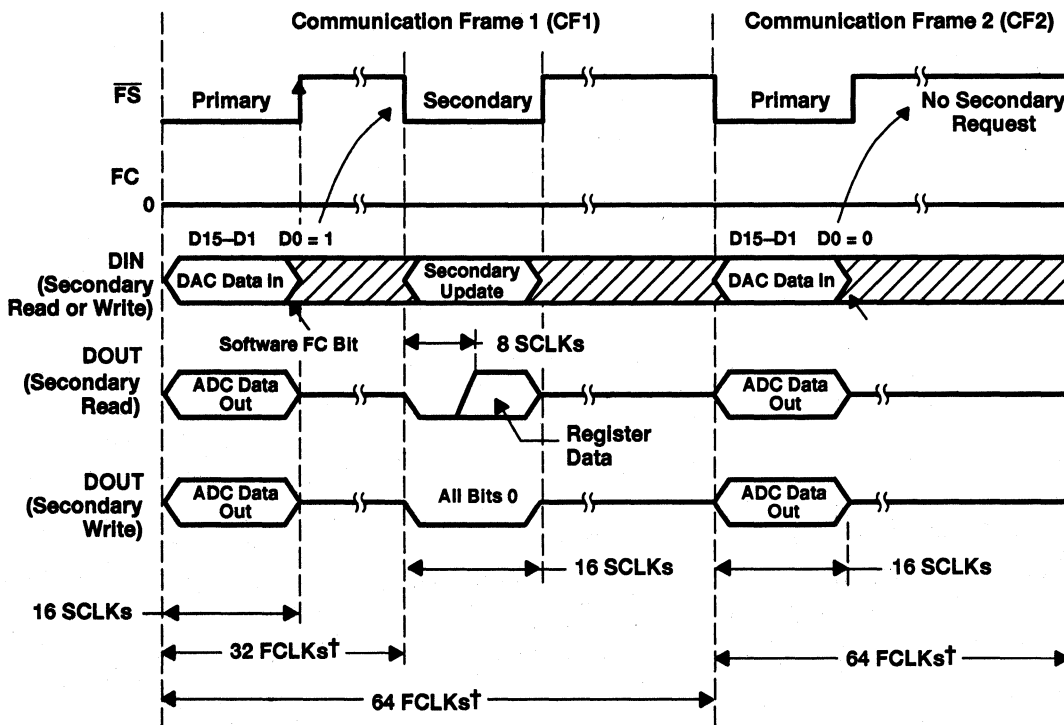 Communication Frame 1 (CF1)
Communication Frame 2 (CF2)
FS
Primary
Secondary
Primary
No Secondary
Request
FC
0
D15–D1 D0 = 1
D15–D1 D0 = 0
DIN
(Secondary
Read or Write)
DAC Data In
Secondary
Update
DAC Data In
Software FC Bit
8 SCLKs
DOUT
(Secondary
Read)
ADC Data
Out
ADC Data
Out
Register
Data
DOUT
(Secondary
Write)
ADC Data
Out
All Bits 0
ADC Data
Out
16 SCLKs
16 SCLKs
16 SCLKs
32 FCLKs†
64 FCLKs†
64 FCLKs†